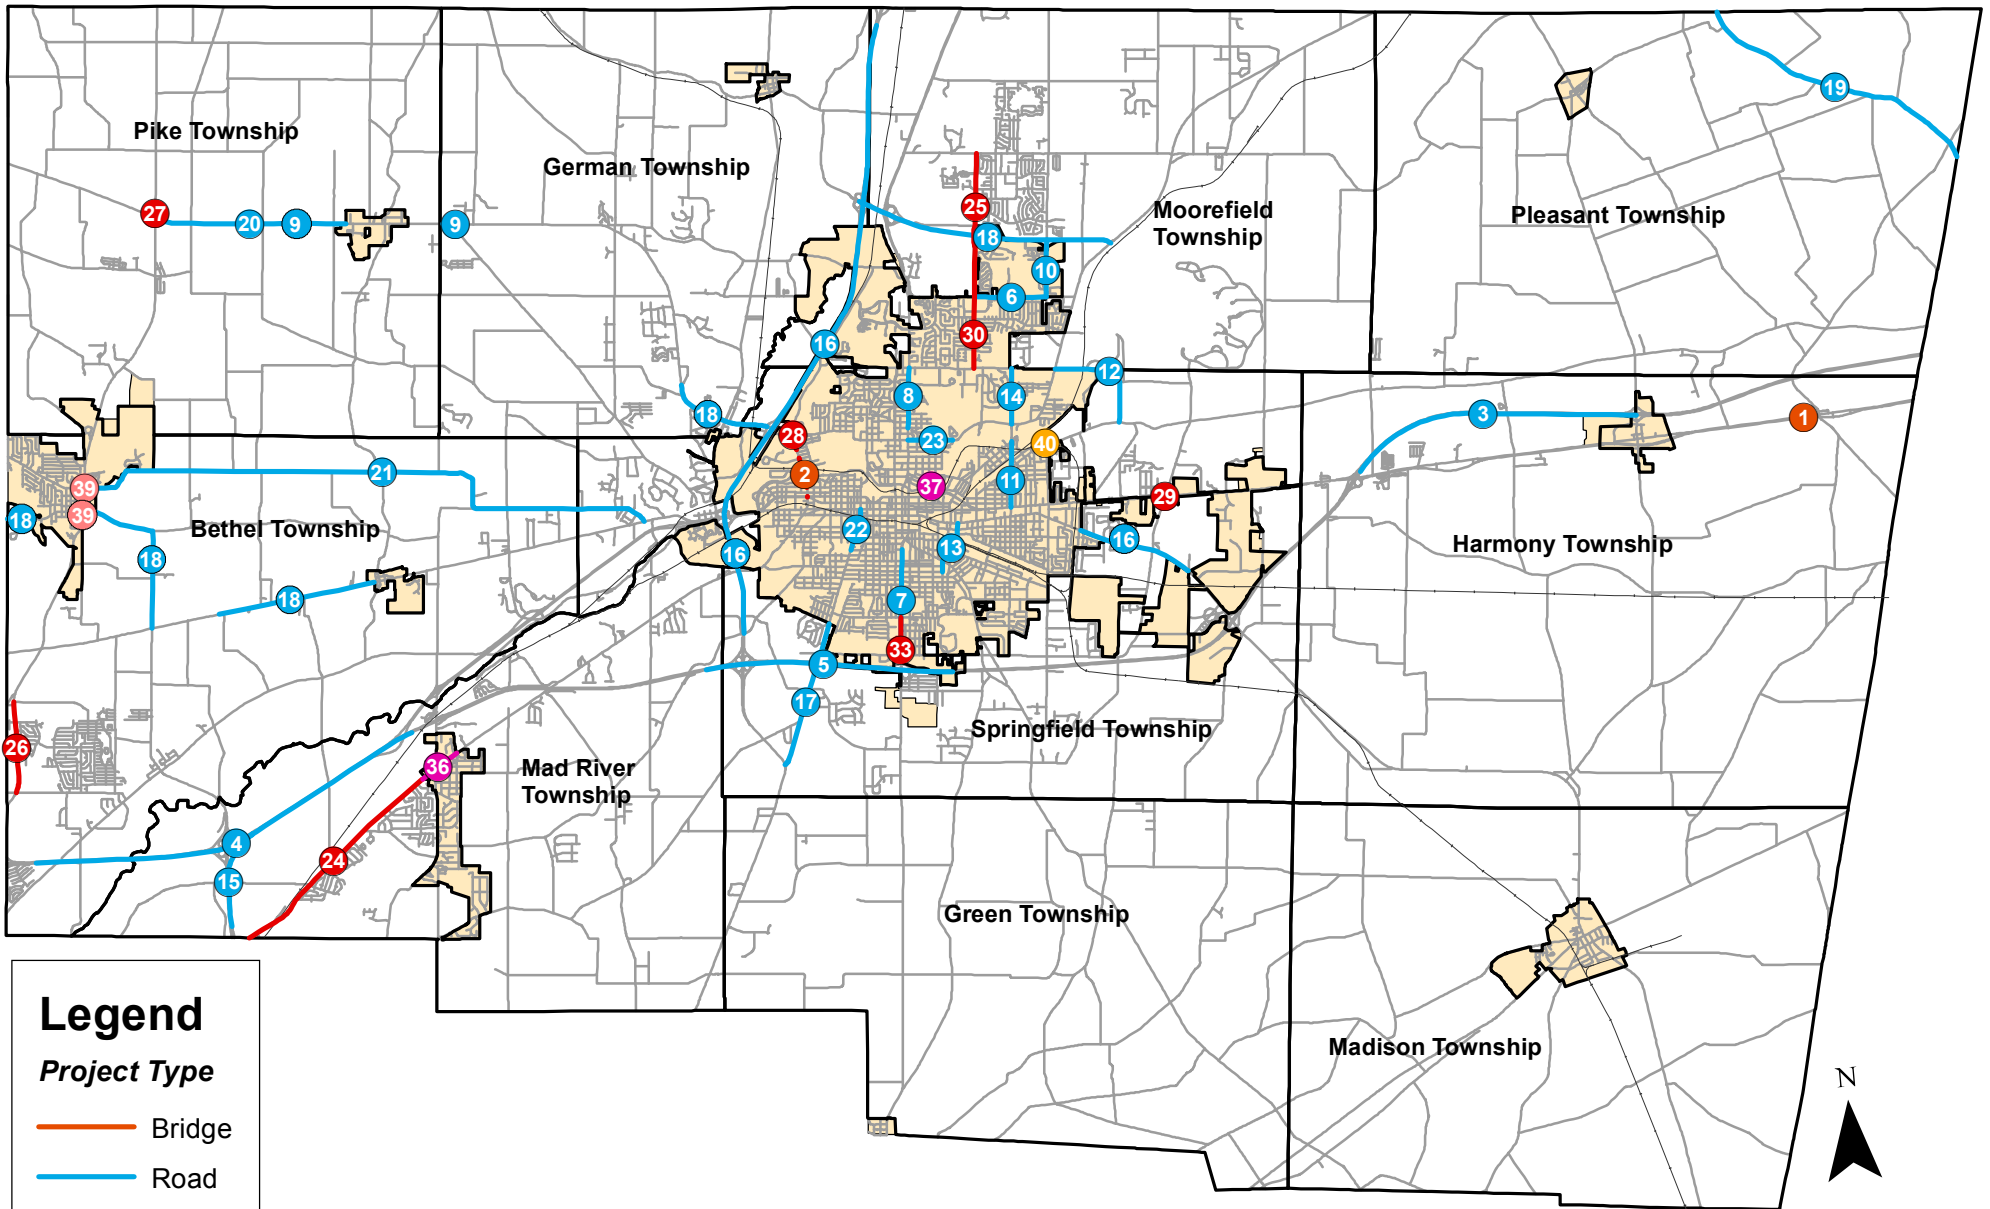 19
Pike Township
German Township
27
20
9
9
25
18
Moorefield
Township
Pleasant Township
10
6
30
16
12
18
8
14
3
1
28
23
40
21
2
37
11
39
29
39
18
Bethel Township
22
13
16
16
Harmony Township
18
18
7
33
5
17
Springfield Township
26
36
Mad River
Township
4
24
15
Green Township
Madison Township
N
Legend
Project Type
Bridge
Road